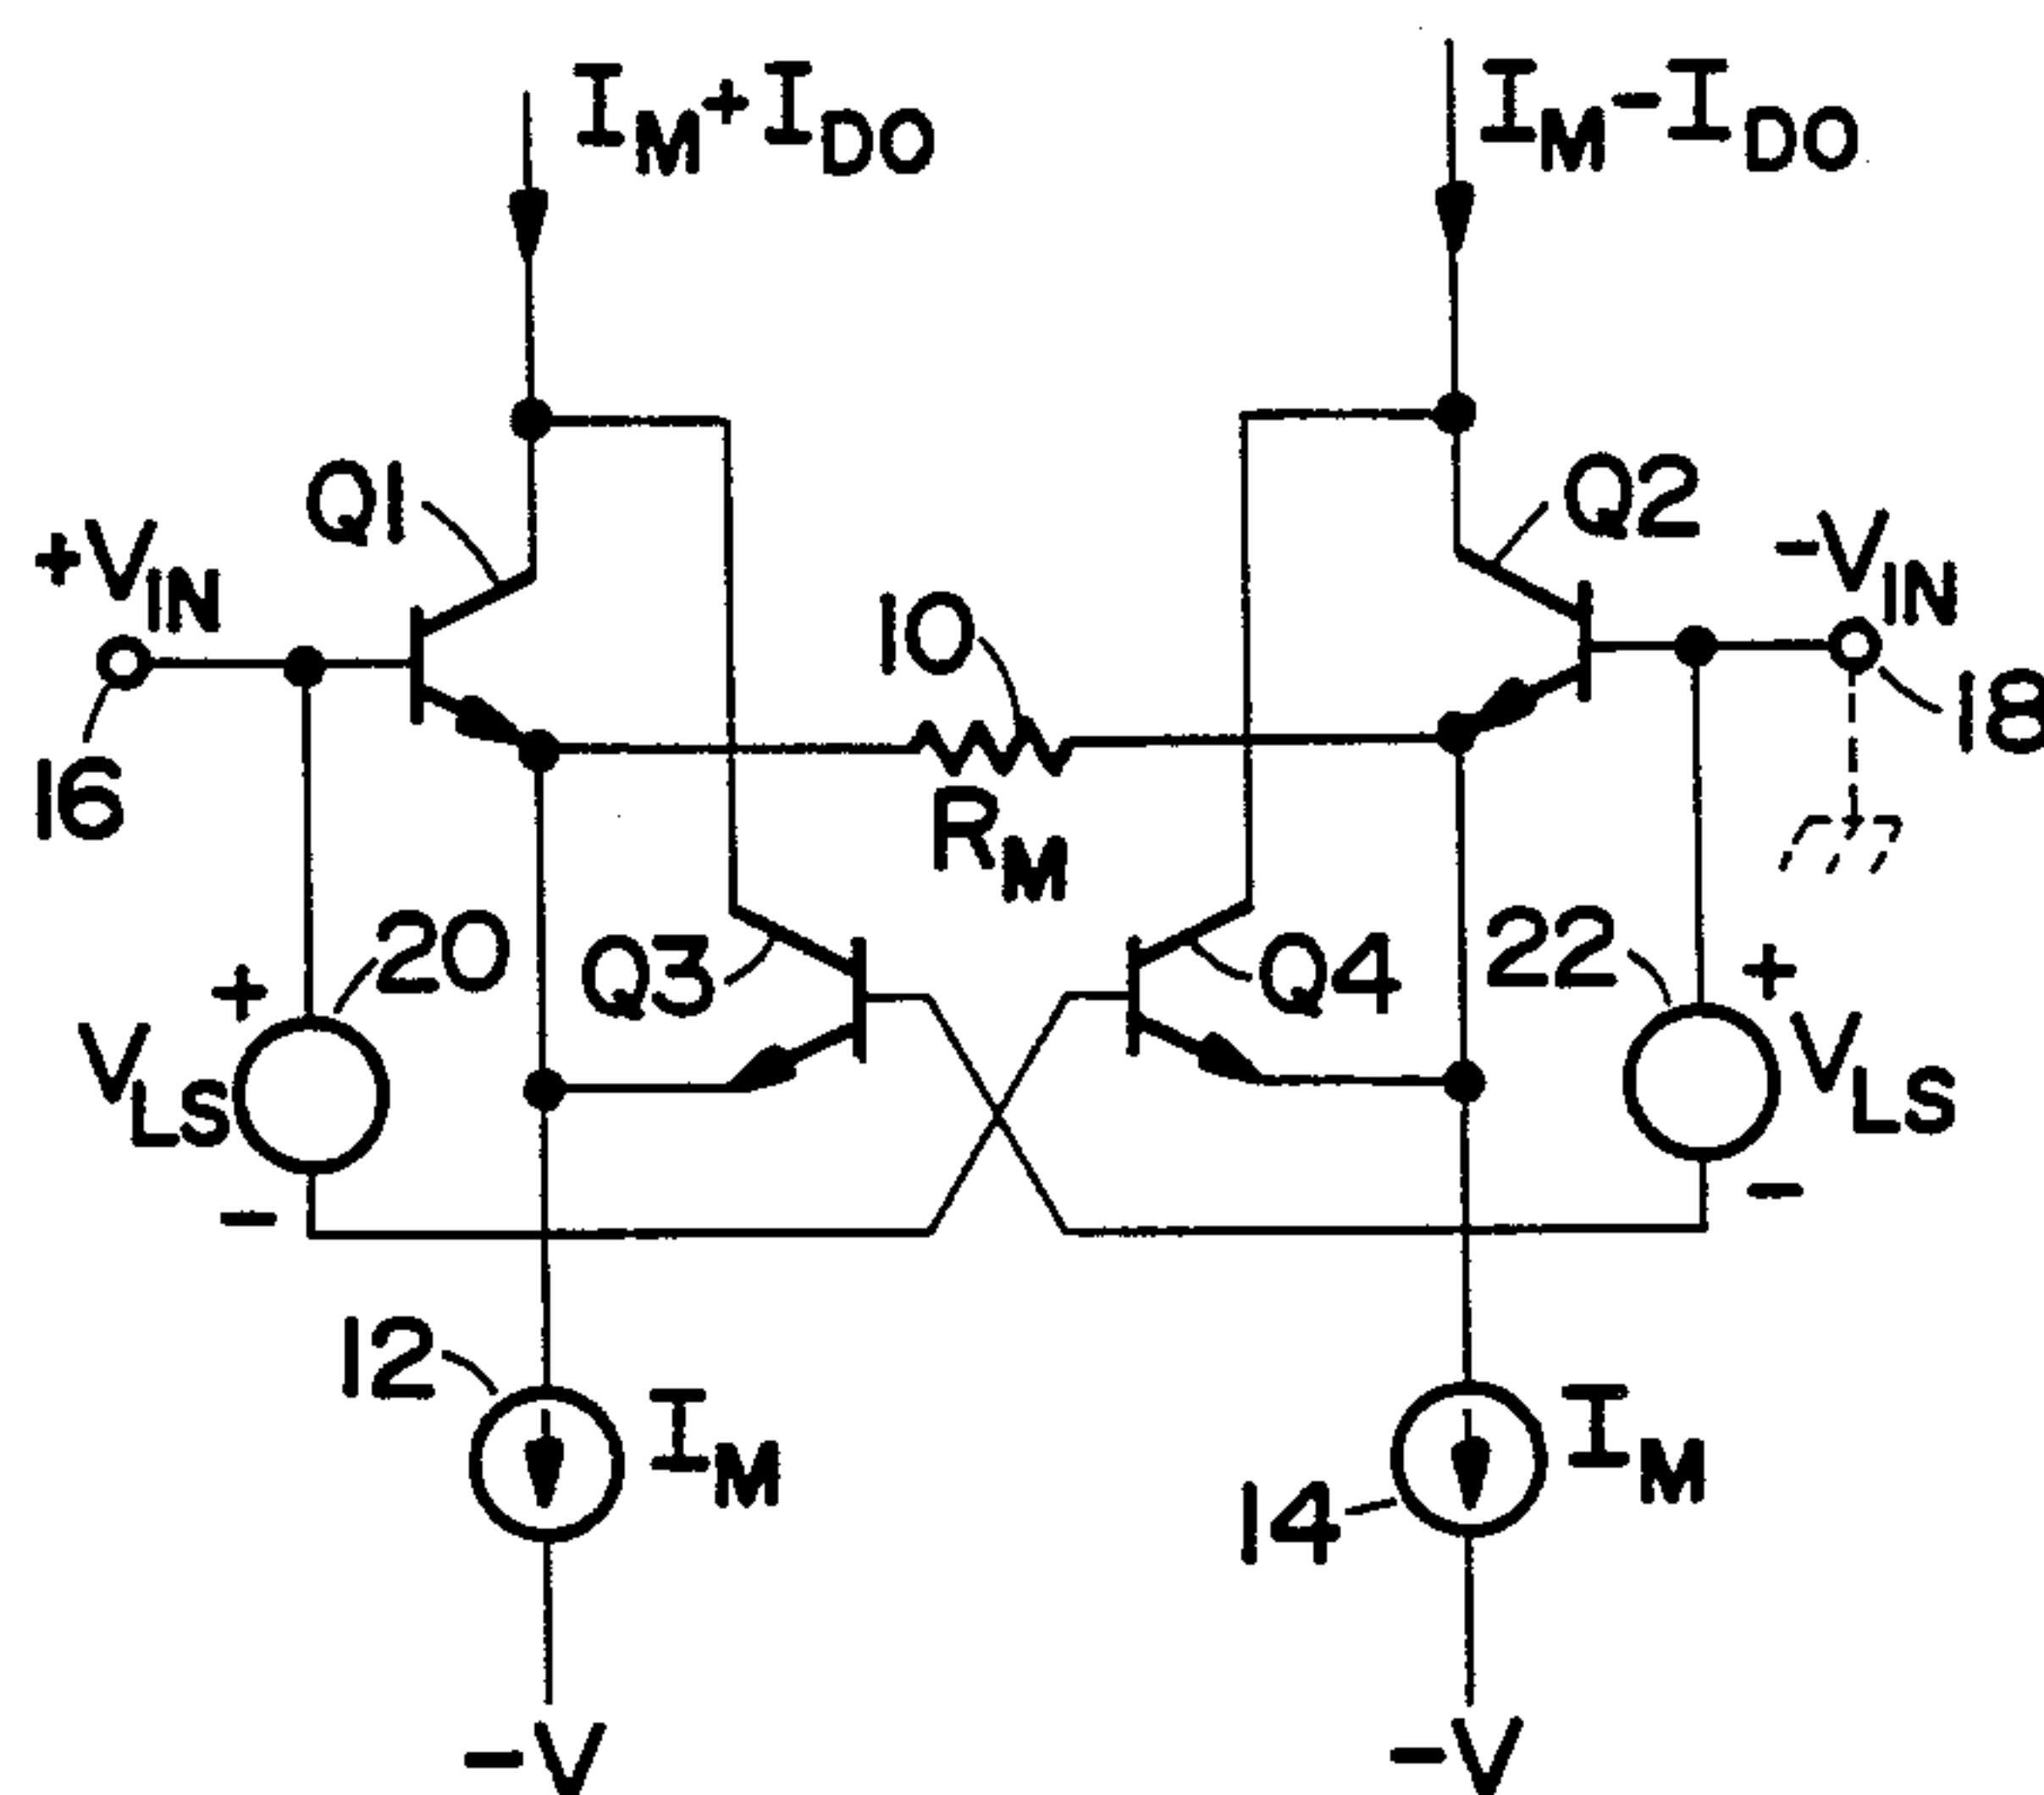 I_M+I_DO
I_M-I_DO
Q1
Q2
+V_IN
-V_IN
10
16
18
R_M
20
Q3
Q4
22
+
+
V_LS
V_LS
-
-
12
I_M
I_M
14
-V
-V